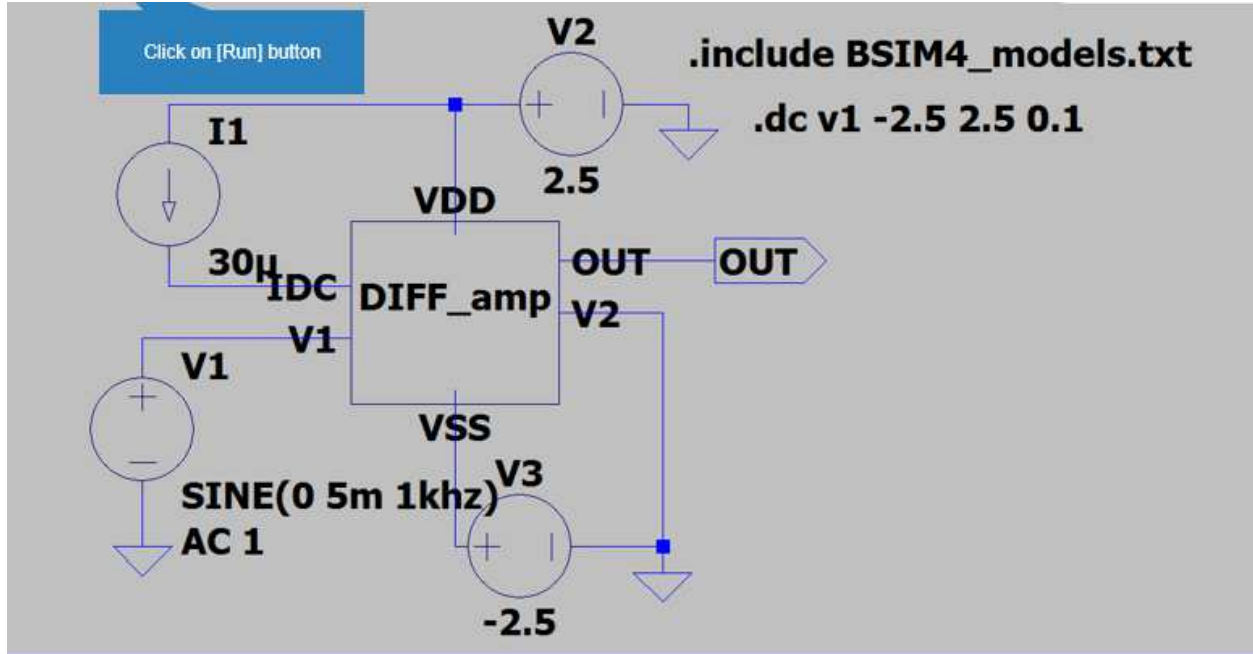 Click on [Run] button
V2
.include BSIM4_models.txt
.dc v1 -2.5 2.5 0.1
I1
2.5
VDD
30µ
IDC
DIFF_amp
OUT
OUT
V2
V1
V1
VSS
V3
SINE(0 5m 1khz)
AC 1
-2.5